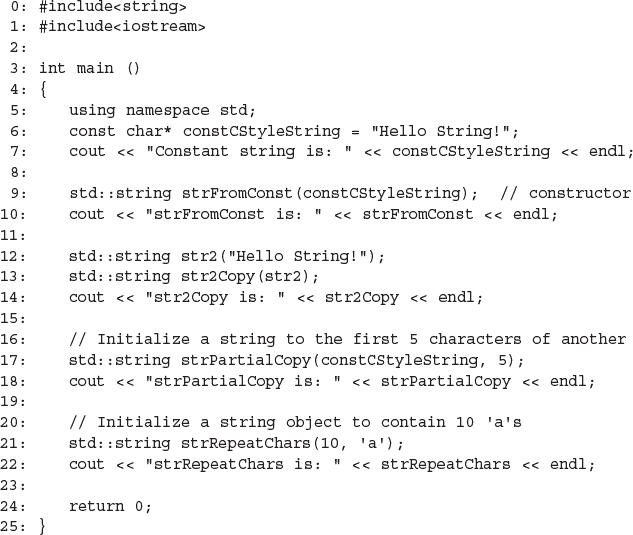 0: #include<string>
1: #include<iostream>
2:
3: int main ()
4: {
5:    using namespace std;
6:    const char* constCStyleString = "Hello String!";
7:    cout << "Constant string is: " << constCStyleString << endl;
8:
9:    std::string strFromConst(constCStyleString);  // constructor
10:    cout << "strFromConst is: " << strFromConst << endl;
11:
12:    std::string str2("Hello String!");
13:    std::string str2Copy(str2);
14:    cout << "str2Copy is: " << str2Copy << endl;
15:
16:    // Initialize a string to the first 5 characters of another
17:    std::string strPartialCopy(constCStyleString, 5);
18:    cout << "strPartialCopy is: " << strPartialCopy << endl;
19:
20:    // Initialize a string object to contain 10 'a's
21:    std::string strRepeatChars(10, 'a');
22:    cout << "strRepeatChars is: " << strRepeatChars << endl;
23:
24:    return 0;
25: }